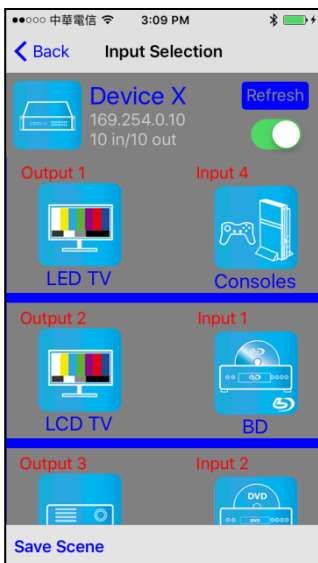 中華電信 3:09 PM
Back Input Selection
Device X Refresh
169.254.0.10
10 in/10 out
Output 1 Input 4
LED TV Consoles
Output 2 Input 1
LCD TV BD
Output 3 Input 2
DVD
DVD
Save Scene